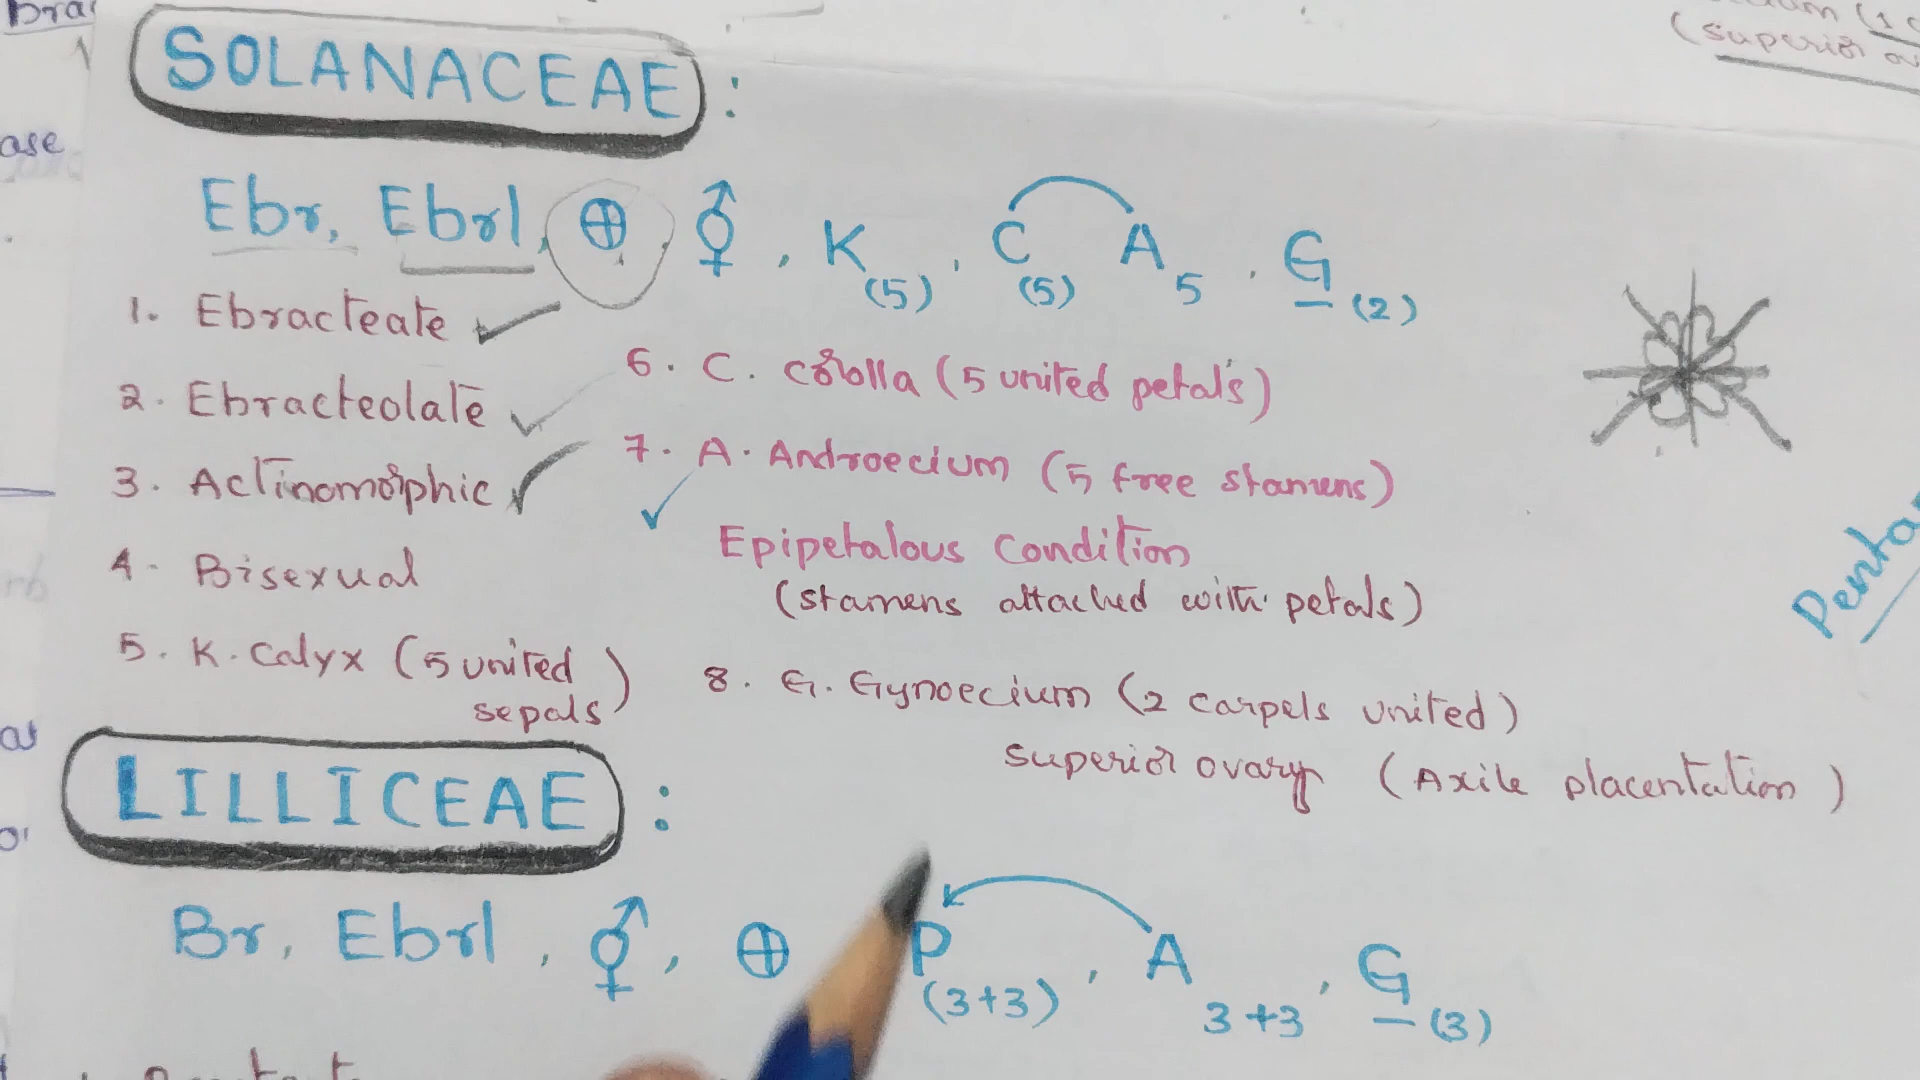 SOLANACEAE :
Ebr, Ebrl, ⊕, ⚥, K(5), C(5) A5, G(2)
1. Ebracteate ✓
2. Ebracteolate ✓
3. Actinomorphic ✓
4. Bisexual
5. K. Calyx (5 united sepals)
6. C. Corolla (5 united petals)
7. A. Androecium (5 free stamens)
✓ Epipetalous Condition
(stamens attached with petals)
8. G. Gynoecium (2 carpels united)
superior ovary (Axile placentation)
LILLICEAE :
Br, Ebrl, ⚥, ⊕ P(3+3), A3+3, G(3)
(superior
ase